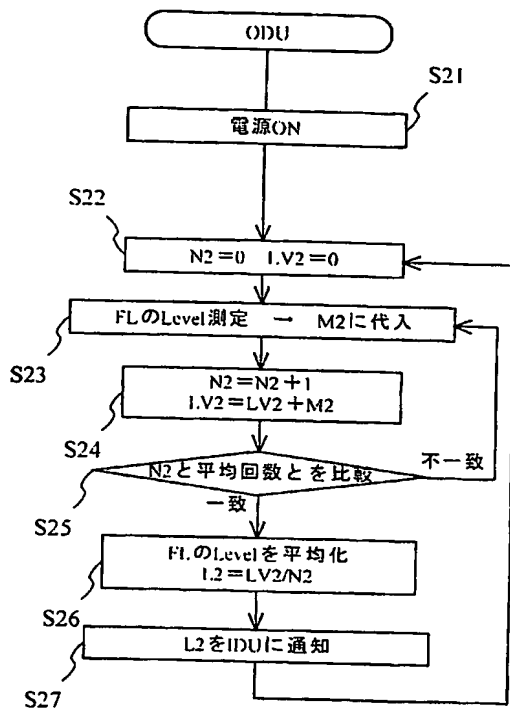 ODU
S21
電源ON
S22
N2=0 LV2=0
FLのLevel測定 → M2に代入
S23
N2=N2+1
LV2=LV2+M2
S24
N2と平均回数とを比較
不一致
S25
一致
FLのLevelを平均化
L2=LV2/N2
S26
L2をIDUに通知
S27